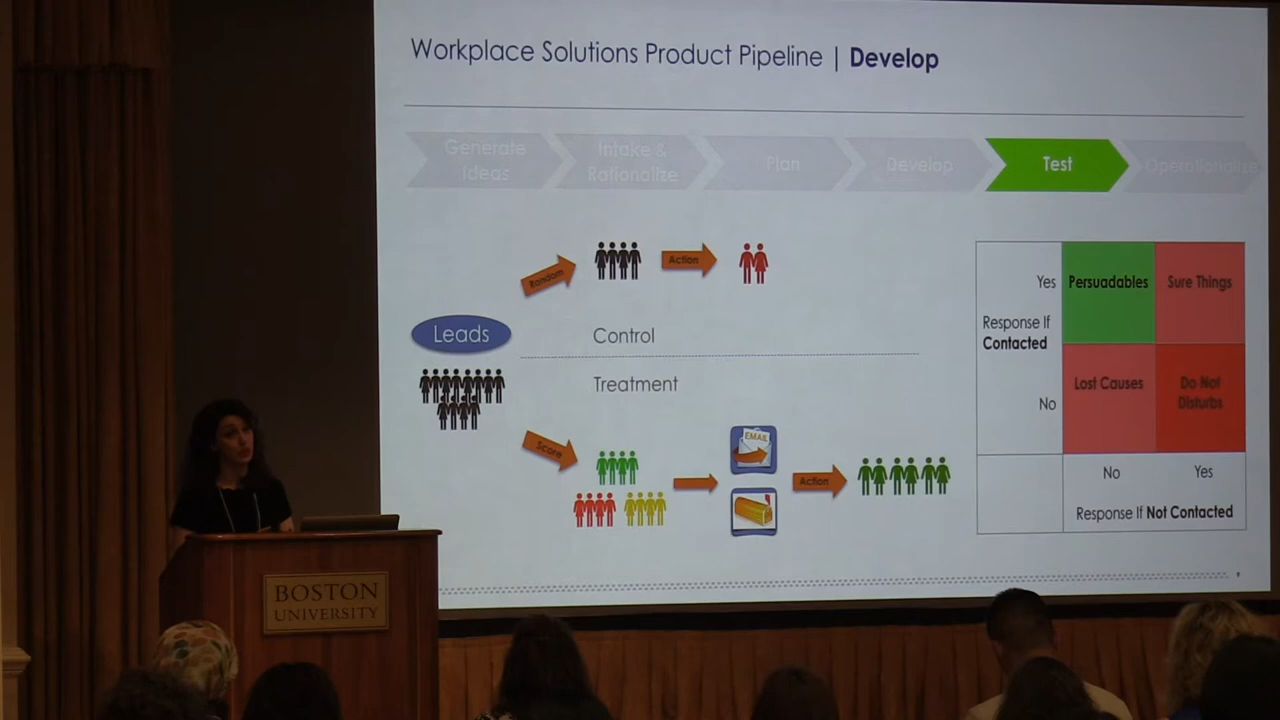 Workplace Solutions Product Pipeline | Develop
Generate
Ideas
Intake &
Rationalize
Plan
Develop
Test
Operationalize
Random
Action
Leads
Control
Treatment
Score
EMAIL
Action
Yes
Response If
Contacted
No
Persuadables
Sure Things
Lost Causes
Do Not
Disturbs
No
Yes
Response If Not Contacted
BOSTON
UNIVERSITY